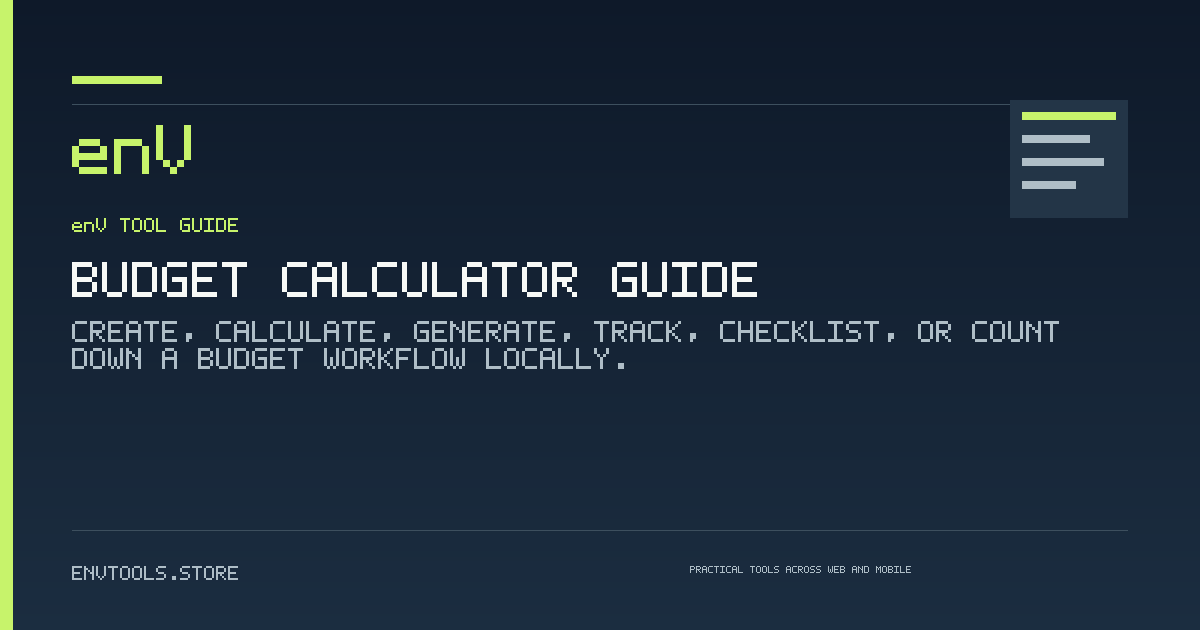 enV
enV TOOL GUIDE
BUDGET CALCULATOR GUIDE
CREATE, CALCULATE, GENERATE, TRACK, CHECKLIST, OR COUNT
DOWN A BUDGET WORKFLOW LOCALLY.
ENVTOOLS.STORE
PRACTICAL TOOLS ACROSS WEB AND MOBILE